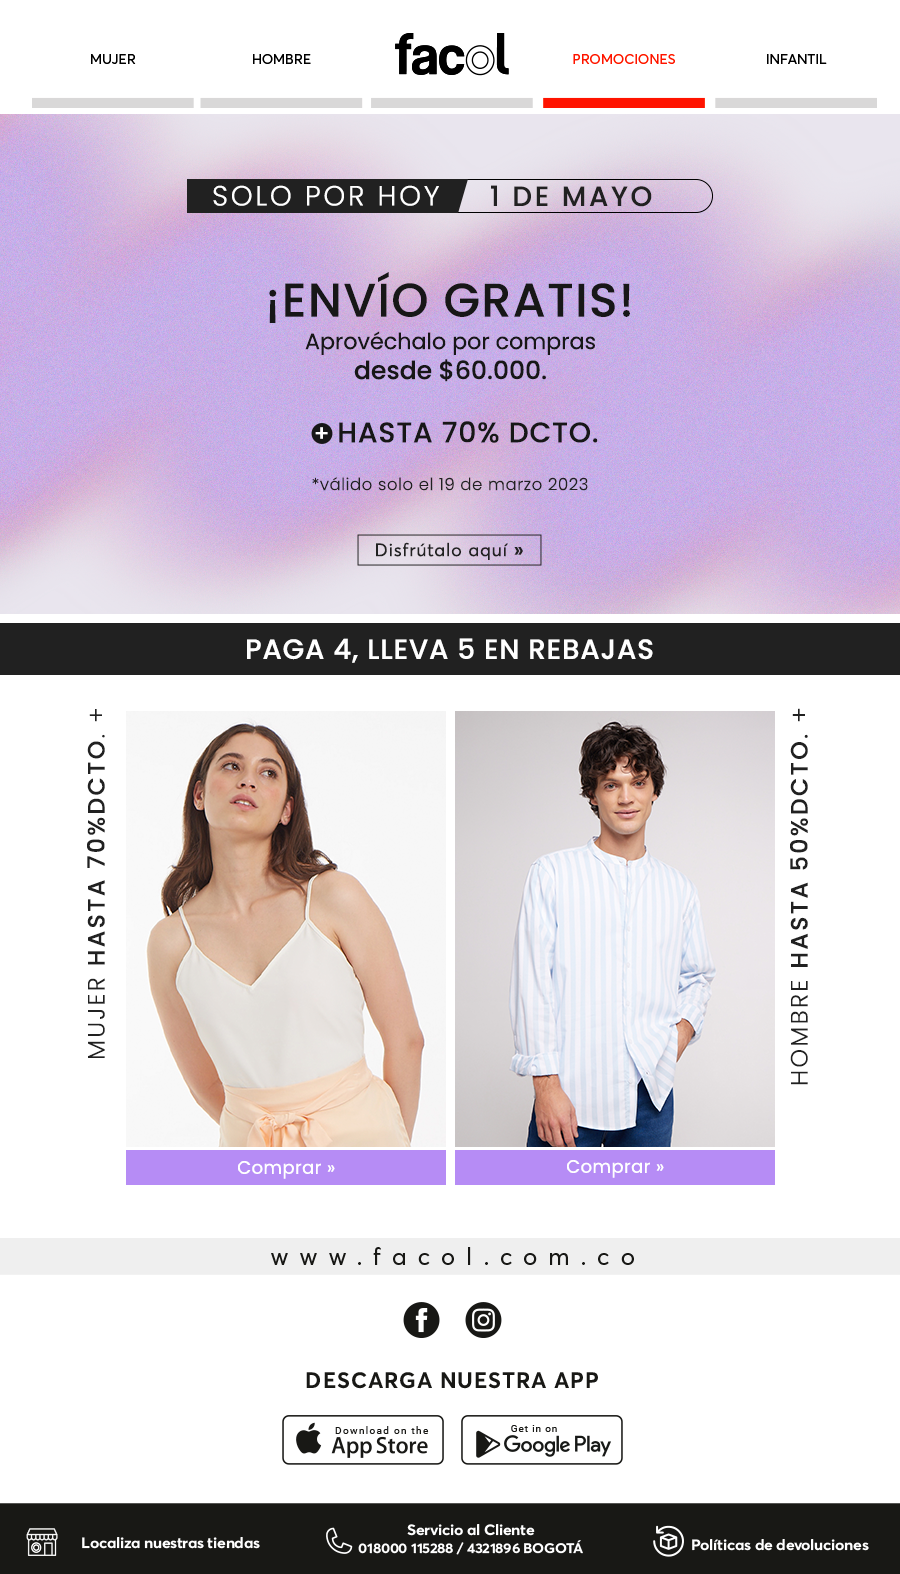 MUJER
HOMBRE
facol
PROMOCIONES
INFANTIL
SOLO POR HOY 1 DE MAYO
¡ENVÍO GRATIS!
Aprovéchalo por compras
desde $60.000.
+ HASTA 70% DCTO.
*válido solo el 19 de marzo 2023
Disfrútalo aquí »
PAGA 4, LLEVA 5 EN REBAJAS
MUJER HASTA 70%DCTO. +
HOMBRE HASTA 50%DCTO. +
Comprar »
Comprar »
www.facol.com.co
DESCARGA NUESTRA APP
Download on the
App Store
Get in on
Google Play
Localiza nuestras tiendas
Servicio al Cliente
018000 115288 / 4321896 BOGOTÁ
Políticas de devoluciones